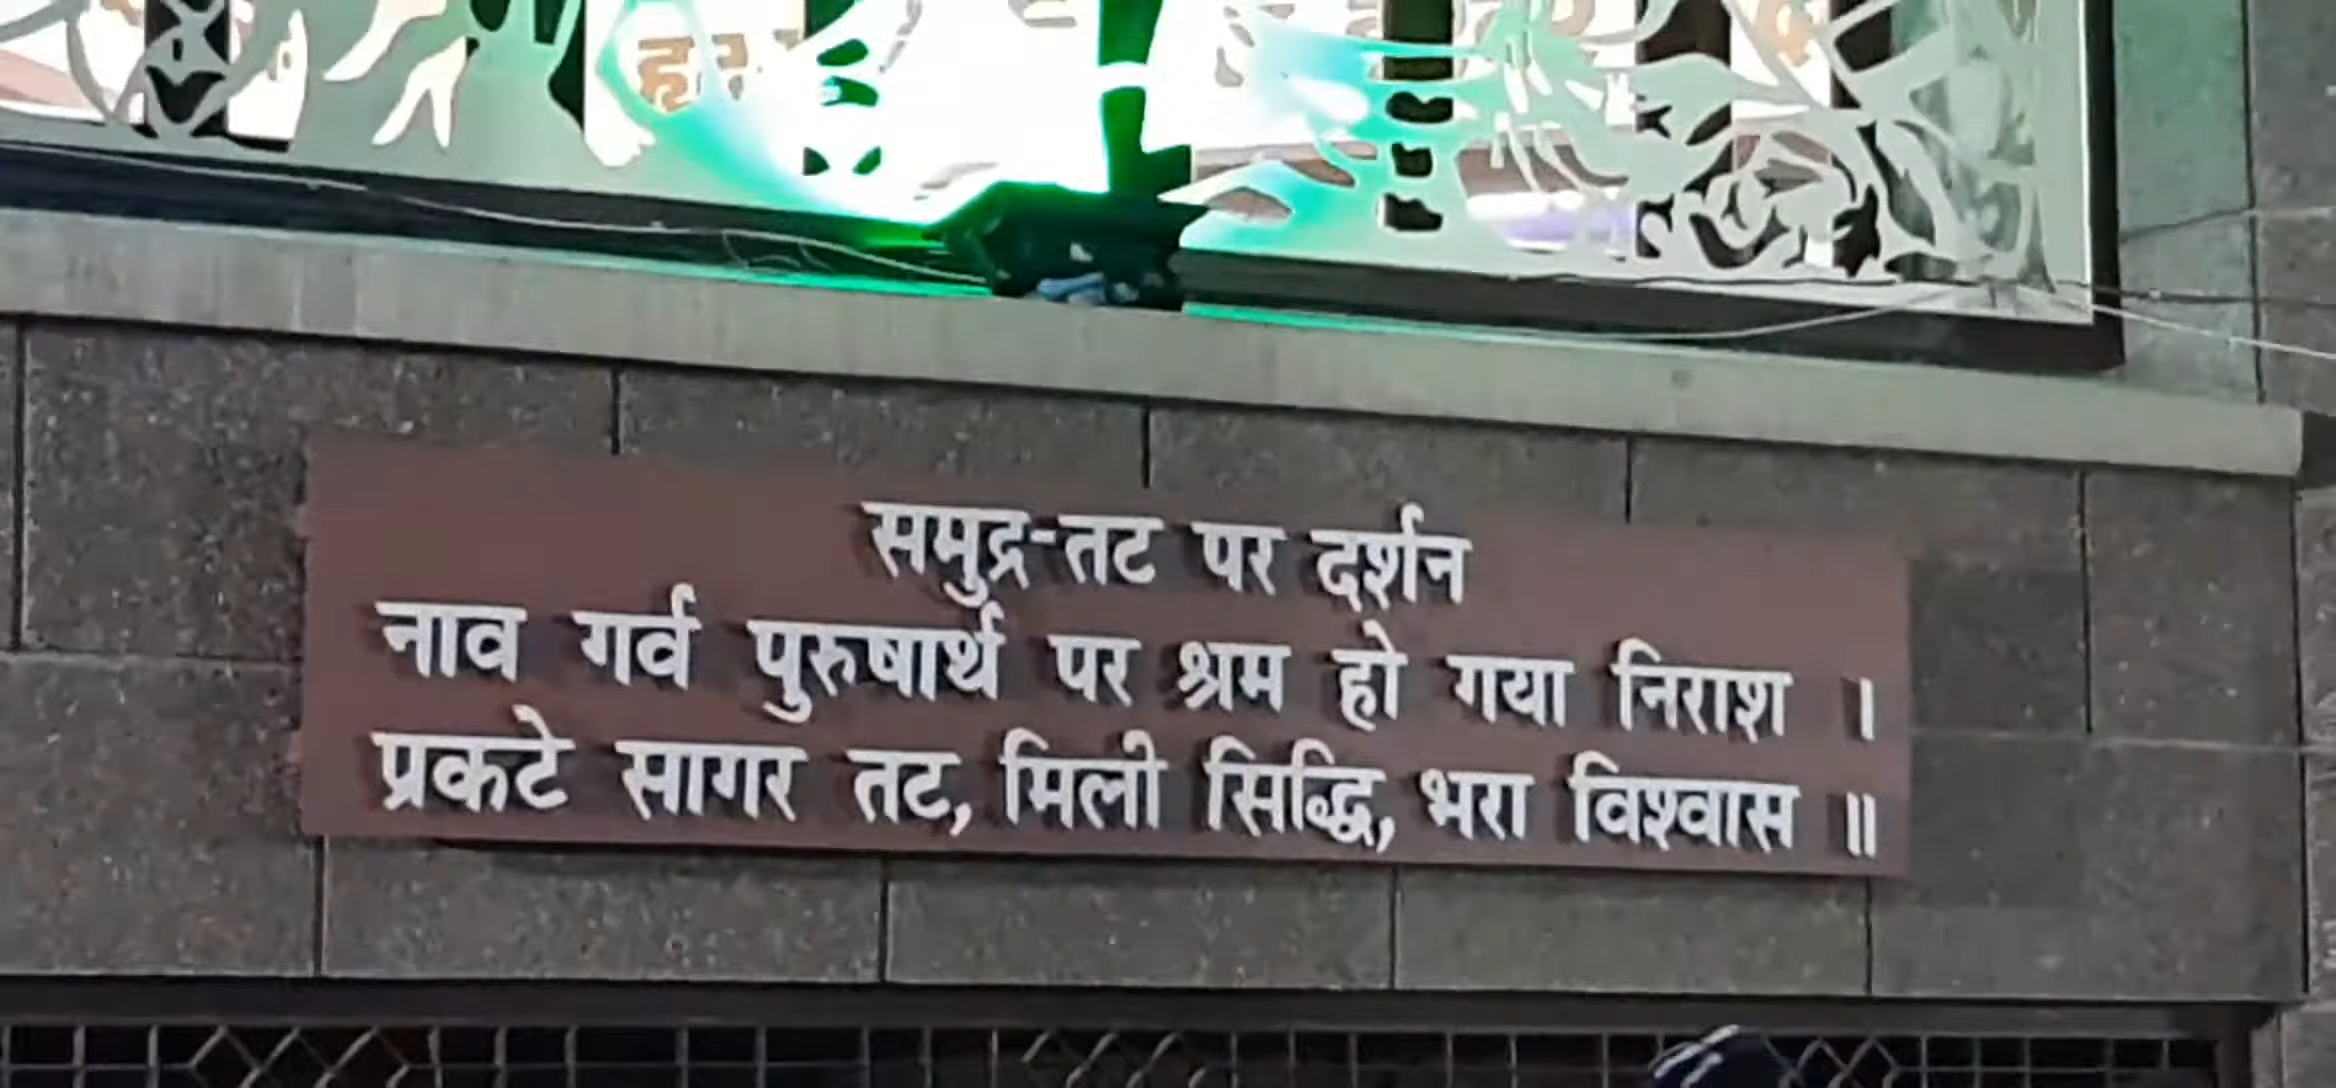 समुद्र-तट पर दर्शन
नाव गर्व पुरुषार्थ पर श्रम हो गया निराश ।
प्रकटे सागर तट, मिली सिद्धि, भरा विश्वास ॥